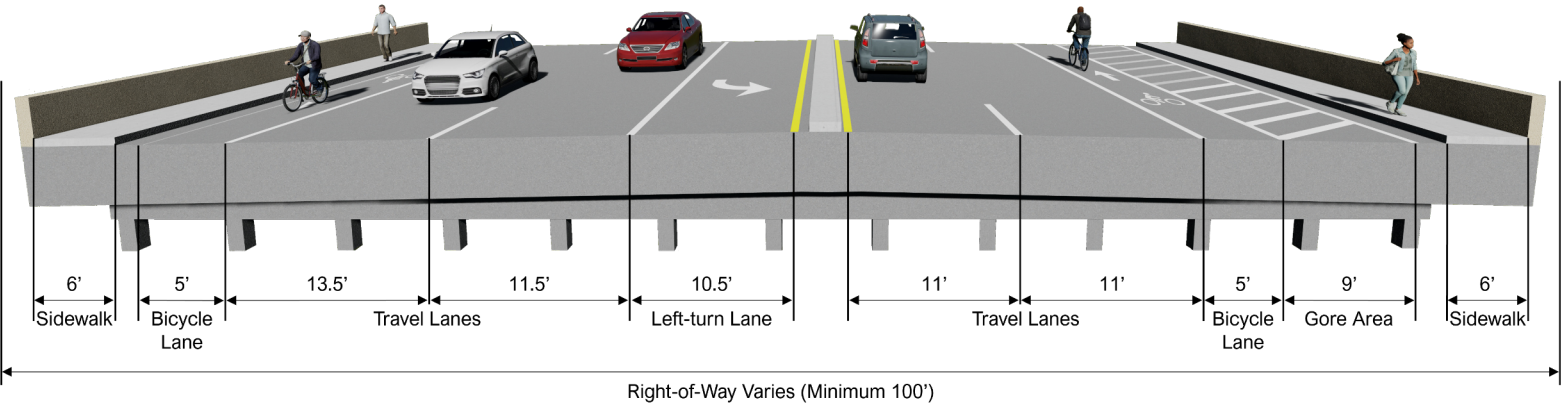 6’ 5’ 13.5’ 11.5’ 10.5’ 11’ 11’ 5’ 9’ 6’
Sidewalk Bicycle Travel Lanes Left-turn Lane Travel Lanes Bicycle Gore Area Sidewalk
Lane Lane
Right-of-Way Varies (Minimum 100’)